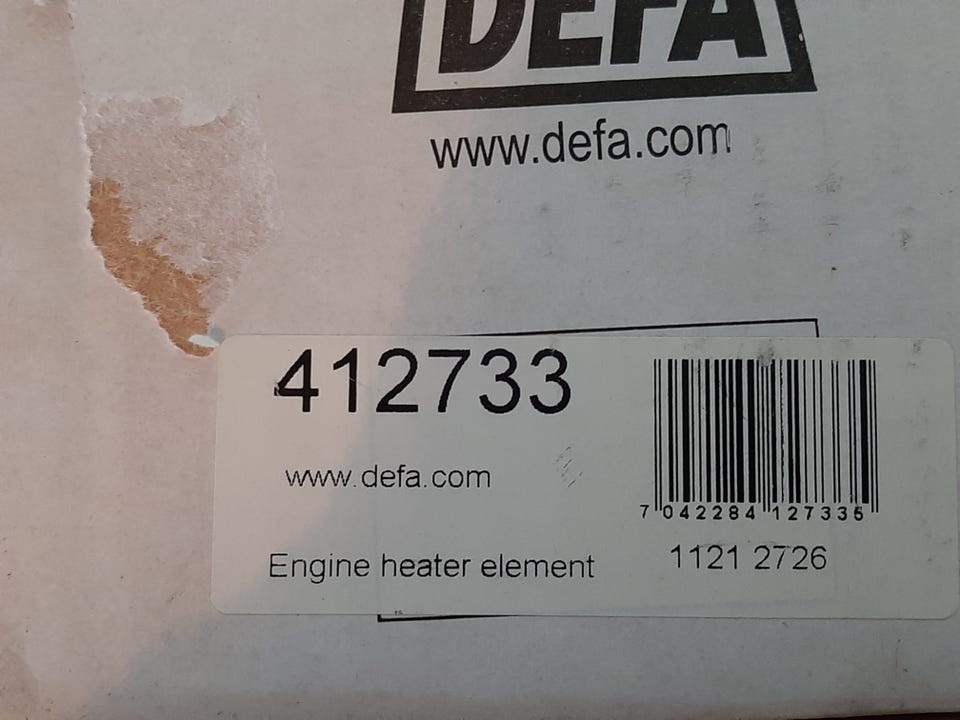 DEFA
www.defa.com
412733
www.defa.com
7 042284 127335
Engine heater element
1121 2726